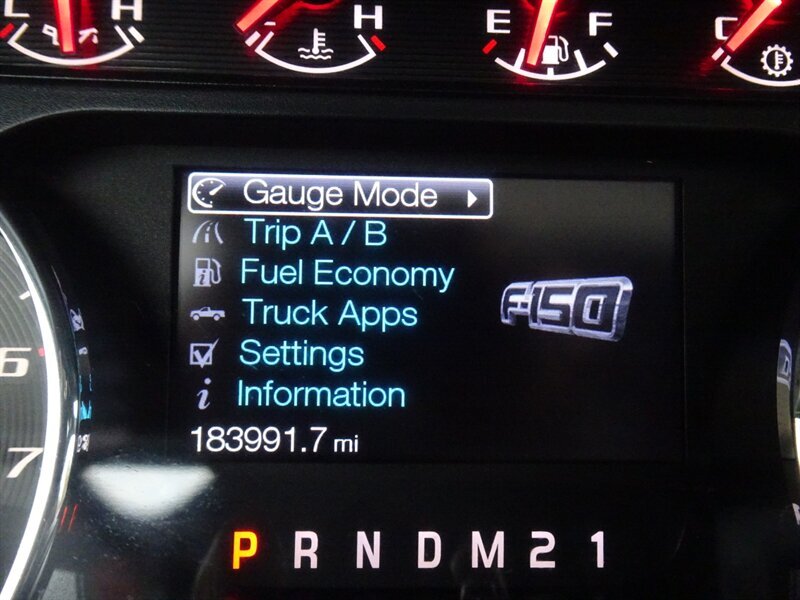 L H
H
E F
C
Gauge Mode
Trip A / B
Fuel Economy
Truck Apps
F-150
Settings
Information
183991.7 mi
6
7
P R N D M 2 1